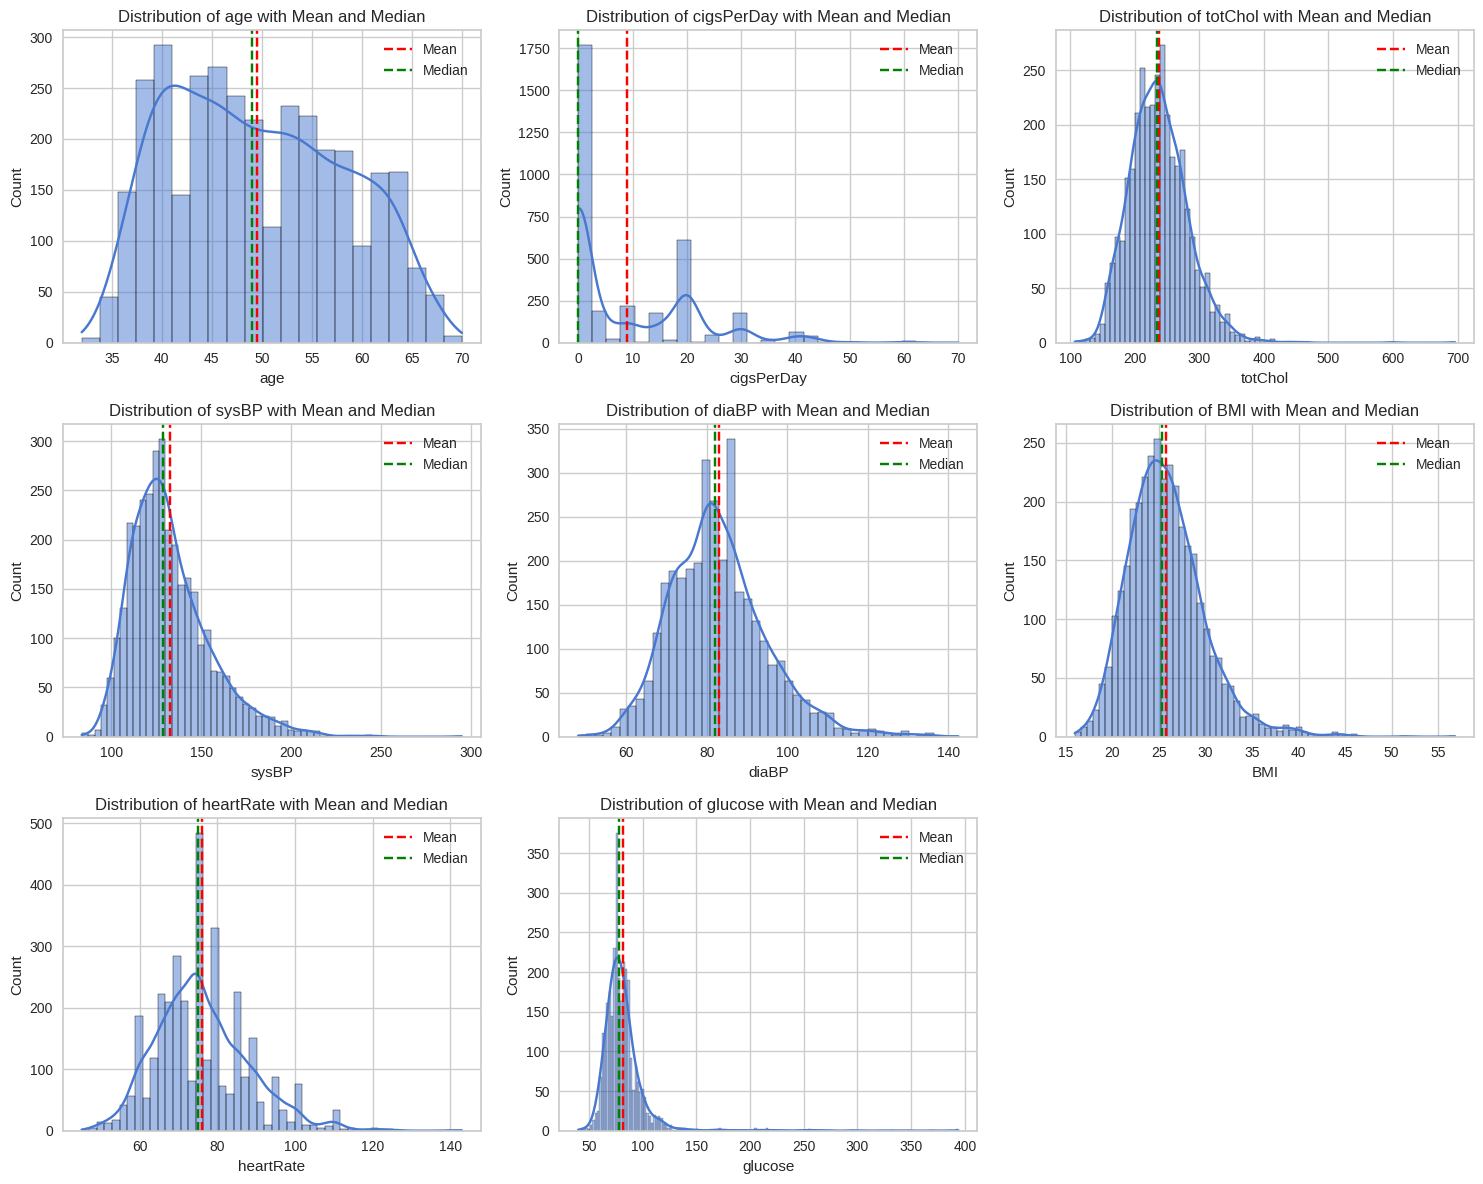 Distribution of age with Mean and Median
Mean
Median
Count
0
50
100
150
200
250
300
35 40 45 50 55 60 65 70
age
Distribution of cigsPerDay with Mean and Median
Mean
Median
Count
0
250
500
750
1000
1250
1500
1750
0 10 20 30 40 50 60 70
cigsPerDay
Distribution of totChol with Mean and Median
Mean
Median
Count
0
50
100
150
200
250
100 200 300 400 500 600 700
totChol
Distribution of sysBP with Mean and Median
Mean
Median
Count
0
50
100
150
200
250
300
100 150 200 250 300
sysBP
Distribution of diaBP with Mean and Median
Mean
Median
Count
0
50
100
150
200
250
300
350
60 80 100 120 140
diaBP
Distribution of BMI with Mean and Median
Mean
Median
Count
0
50
100
150
200
250
15 20 25 30 35 40 45 50 55
BMI
Distribution of heartRate with Mean and Median
Mean
Median
Count
0
100
200
300
400
500
60 80 100 120 140
heartRate
Distribution of glucose with Mean and Median
Mean
Median
Count
0
50
100
150
200
250
300
350
50 100 150 200 250 300 350 400
glucose